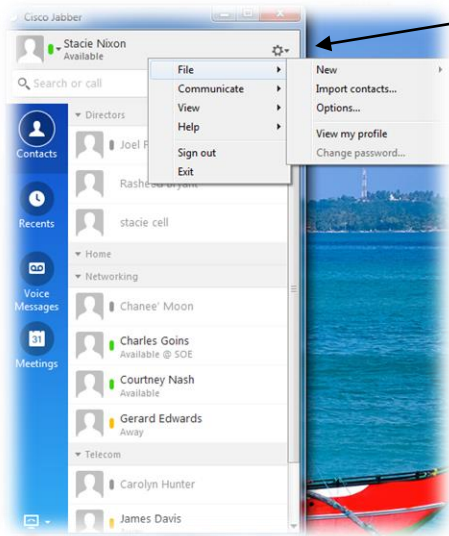 Cisco Jabber
Stacie Nixon
Available
Search or call
File
Communicate
View
Help
Sign out
Exit
New
Import contacts...
Options...
View my profile
Change password...
Contacts
Recents
Voice
Messages
31
Meetings
Directors
Joel
stacie cell
Home
Networking
Chanee' Moon
Charles Goins
Available @ SOE
Courtney Nash
Available
Gerard Edwards
Away
Telecom
Carolyn Hunter
James Davis